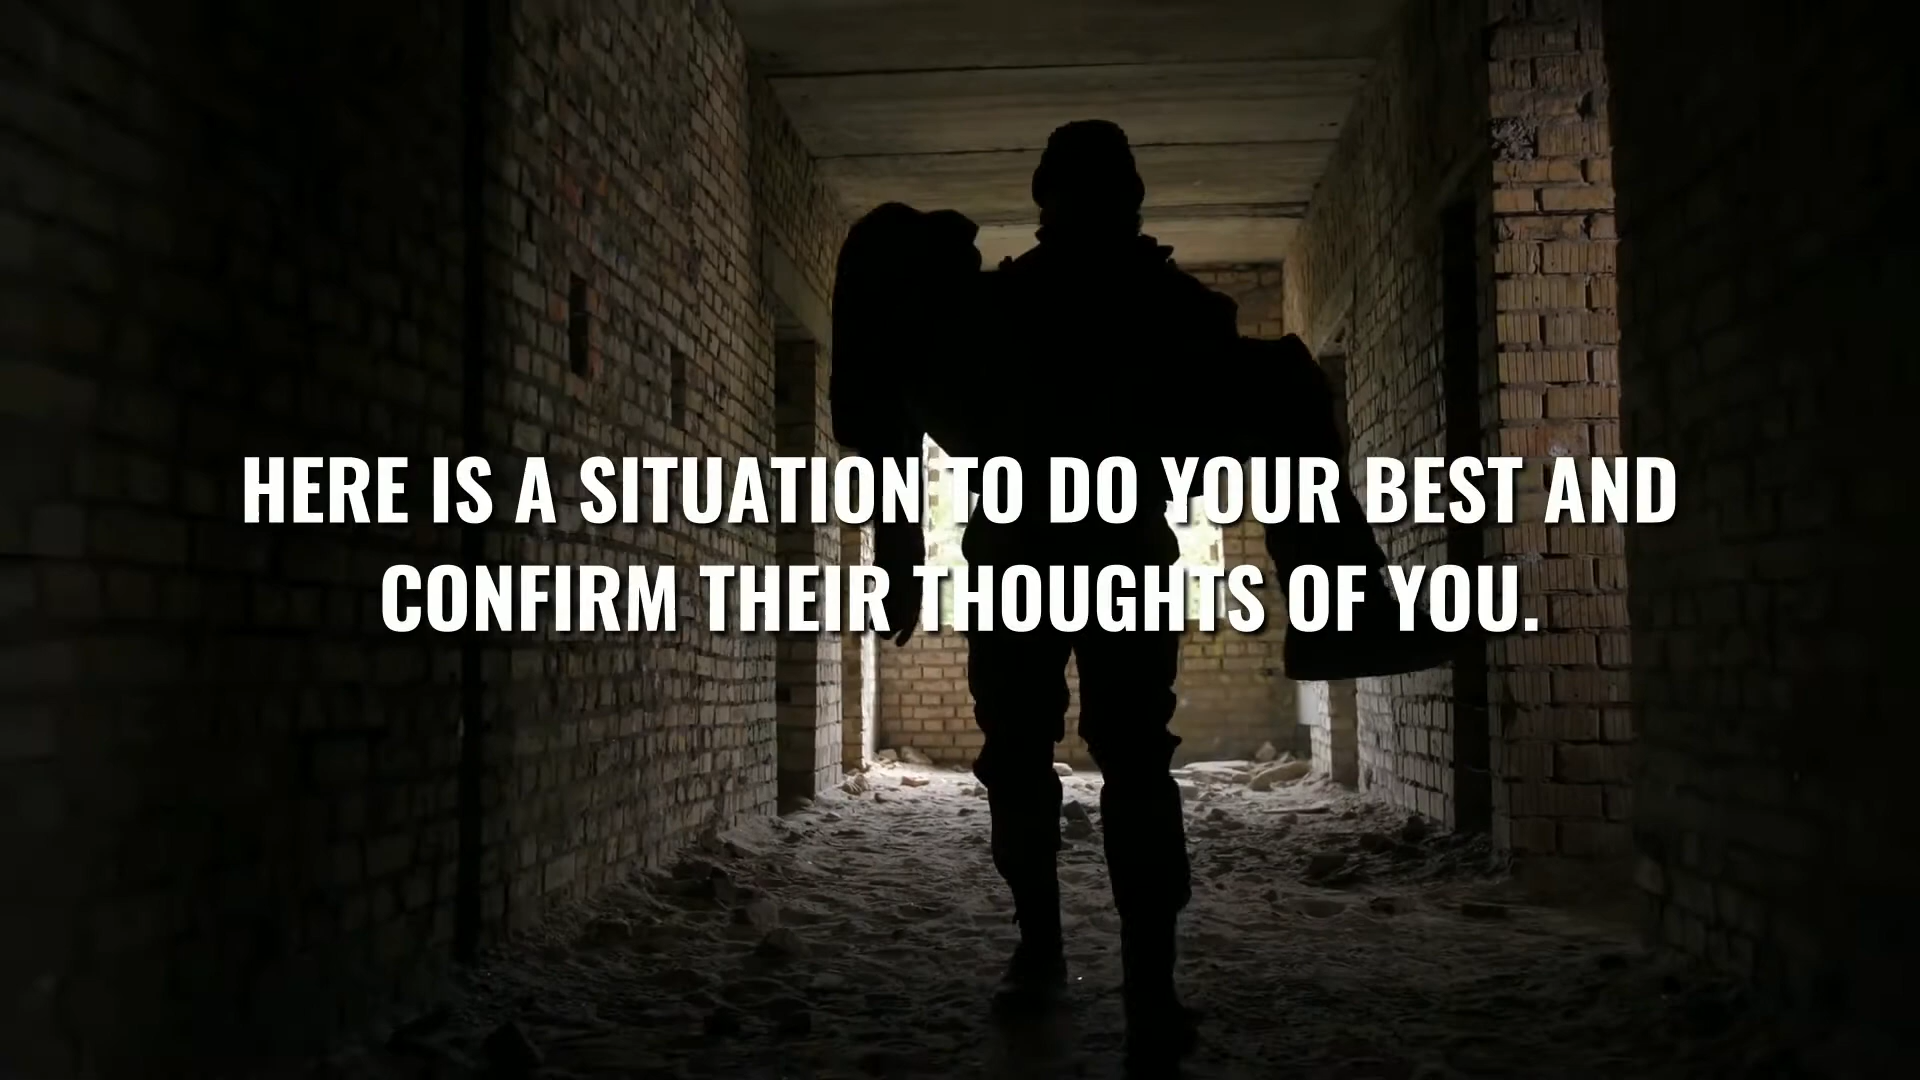 HERE IS A SITUATION TO DO YOUR BEST AND
CONFIRM THEIR THOUGHTS OF YOU.